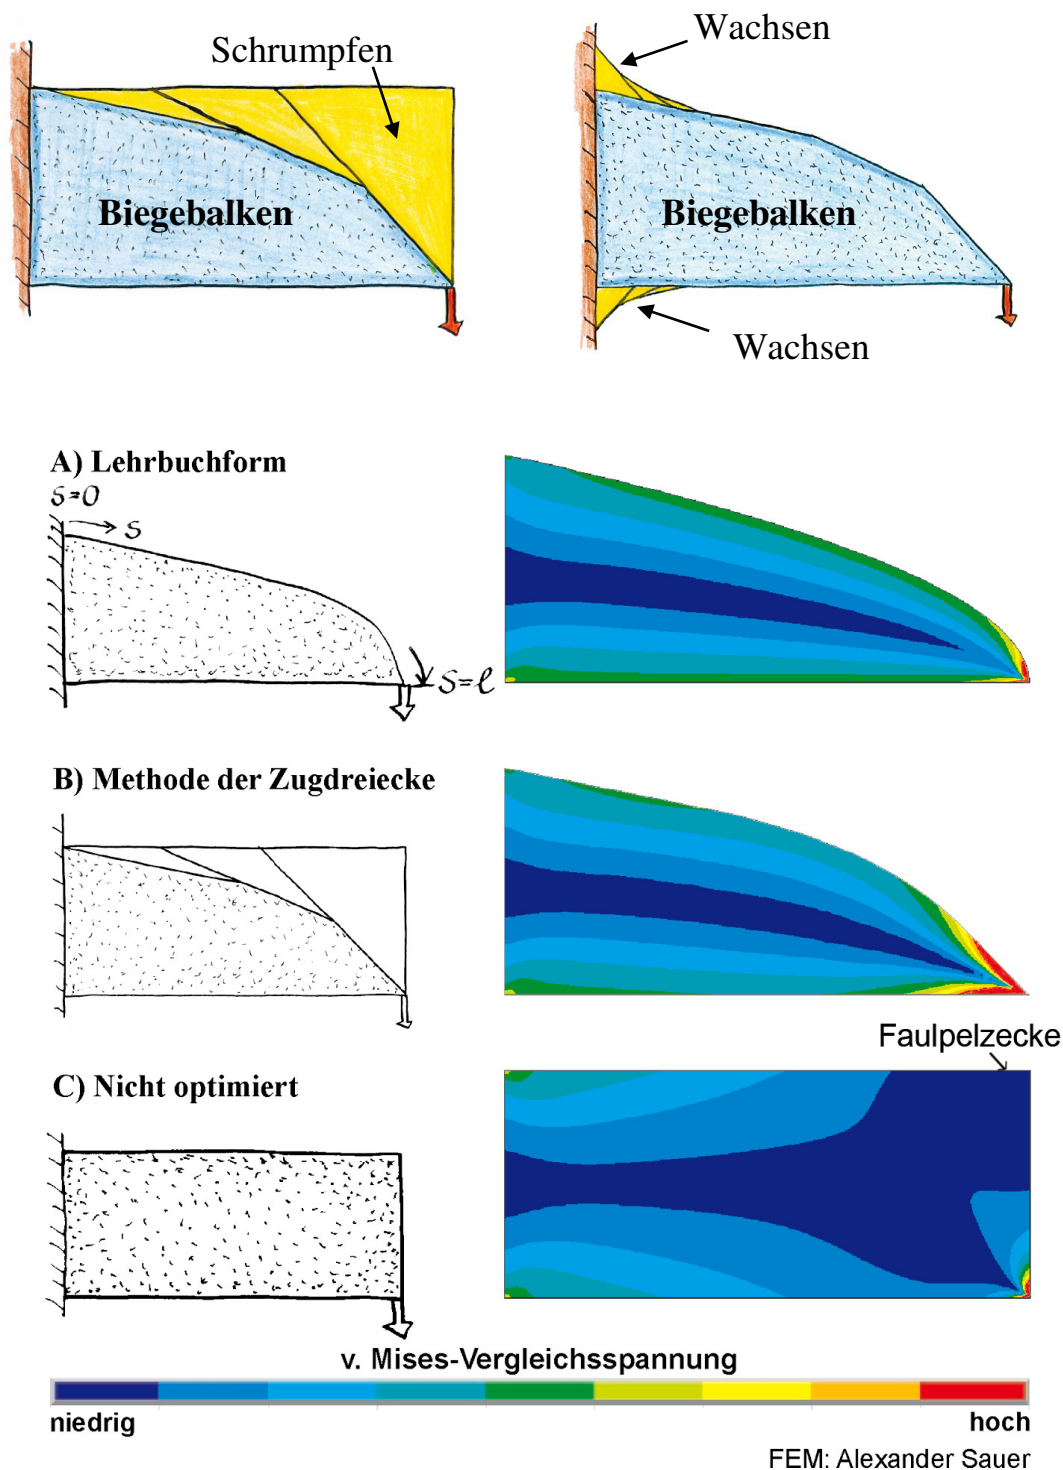 Schrumpfen
Wachsen
Biegebalken
Biegebalken
Wachsen
A) Lehrbuchform
s=0
s
s=l
B) Methode der Zugdreiecke
Faulpelzecke
C) Nicht optimiert
v. Mises-Vergleichsspannung
niedrig
hoch
FEM: Alexander Sauer